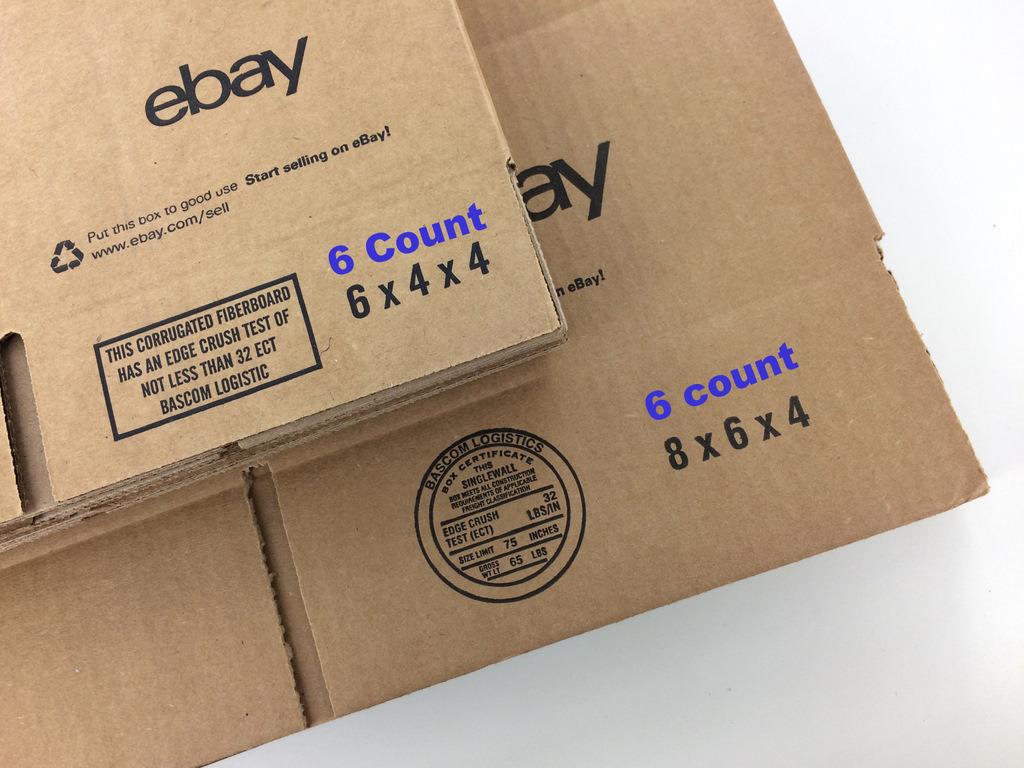 ebay
Put this box to good use Start selling on eBay!
www.ebay.com/sell
6 Count
6 x 4 x 4
THIS CORRUGATED FIBERBOARD
HAS AN EDGE CRUSH TEST OF
NOT LESS THAN 32 ECT
BASCOM LOGISTIC
ay
n eBay!
6 count
8 x 6 x 4
BASCOM LOGISTICS
BOX CERTIFICATE
THIS
SINGLEWALL
BOX MEETS ALL CONSTRUCTION
REQUIREMENTS OF APPLICABLE
FREIGHT CLASSIFICATION
EDGE CRUSH TEST (ECT) 32 LBS/IN
SIZE LIMIT 75 INCHES
GROSS WT LT 65 LBS